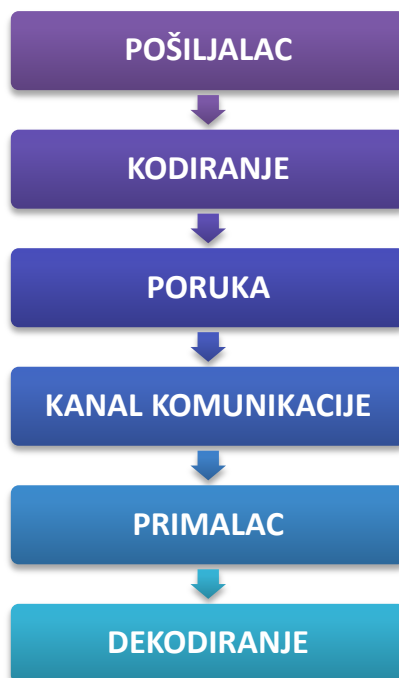 POŠILJALAC
KODIRANJE
PORUKA
KANAL KOMUNIKACIJE
PRIMALAC
DEKODIRANJE